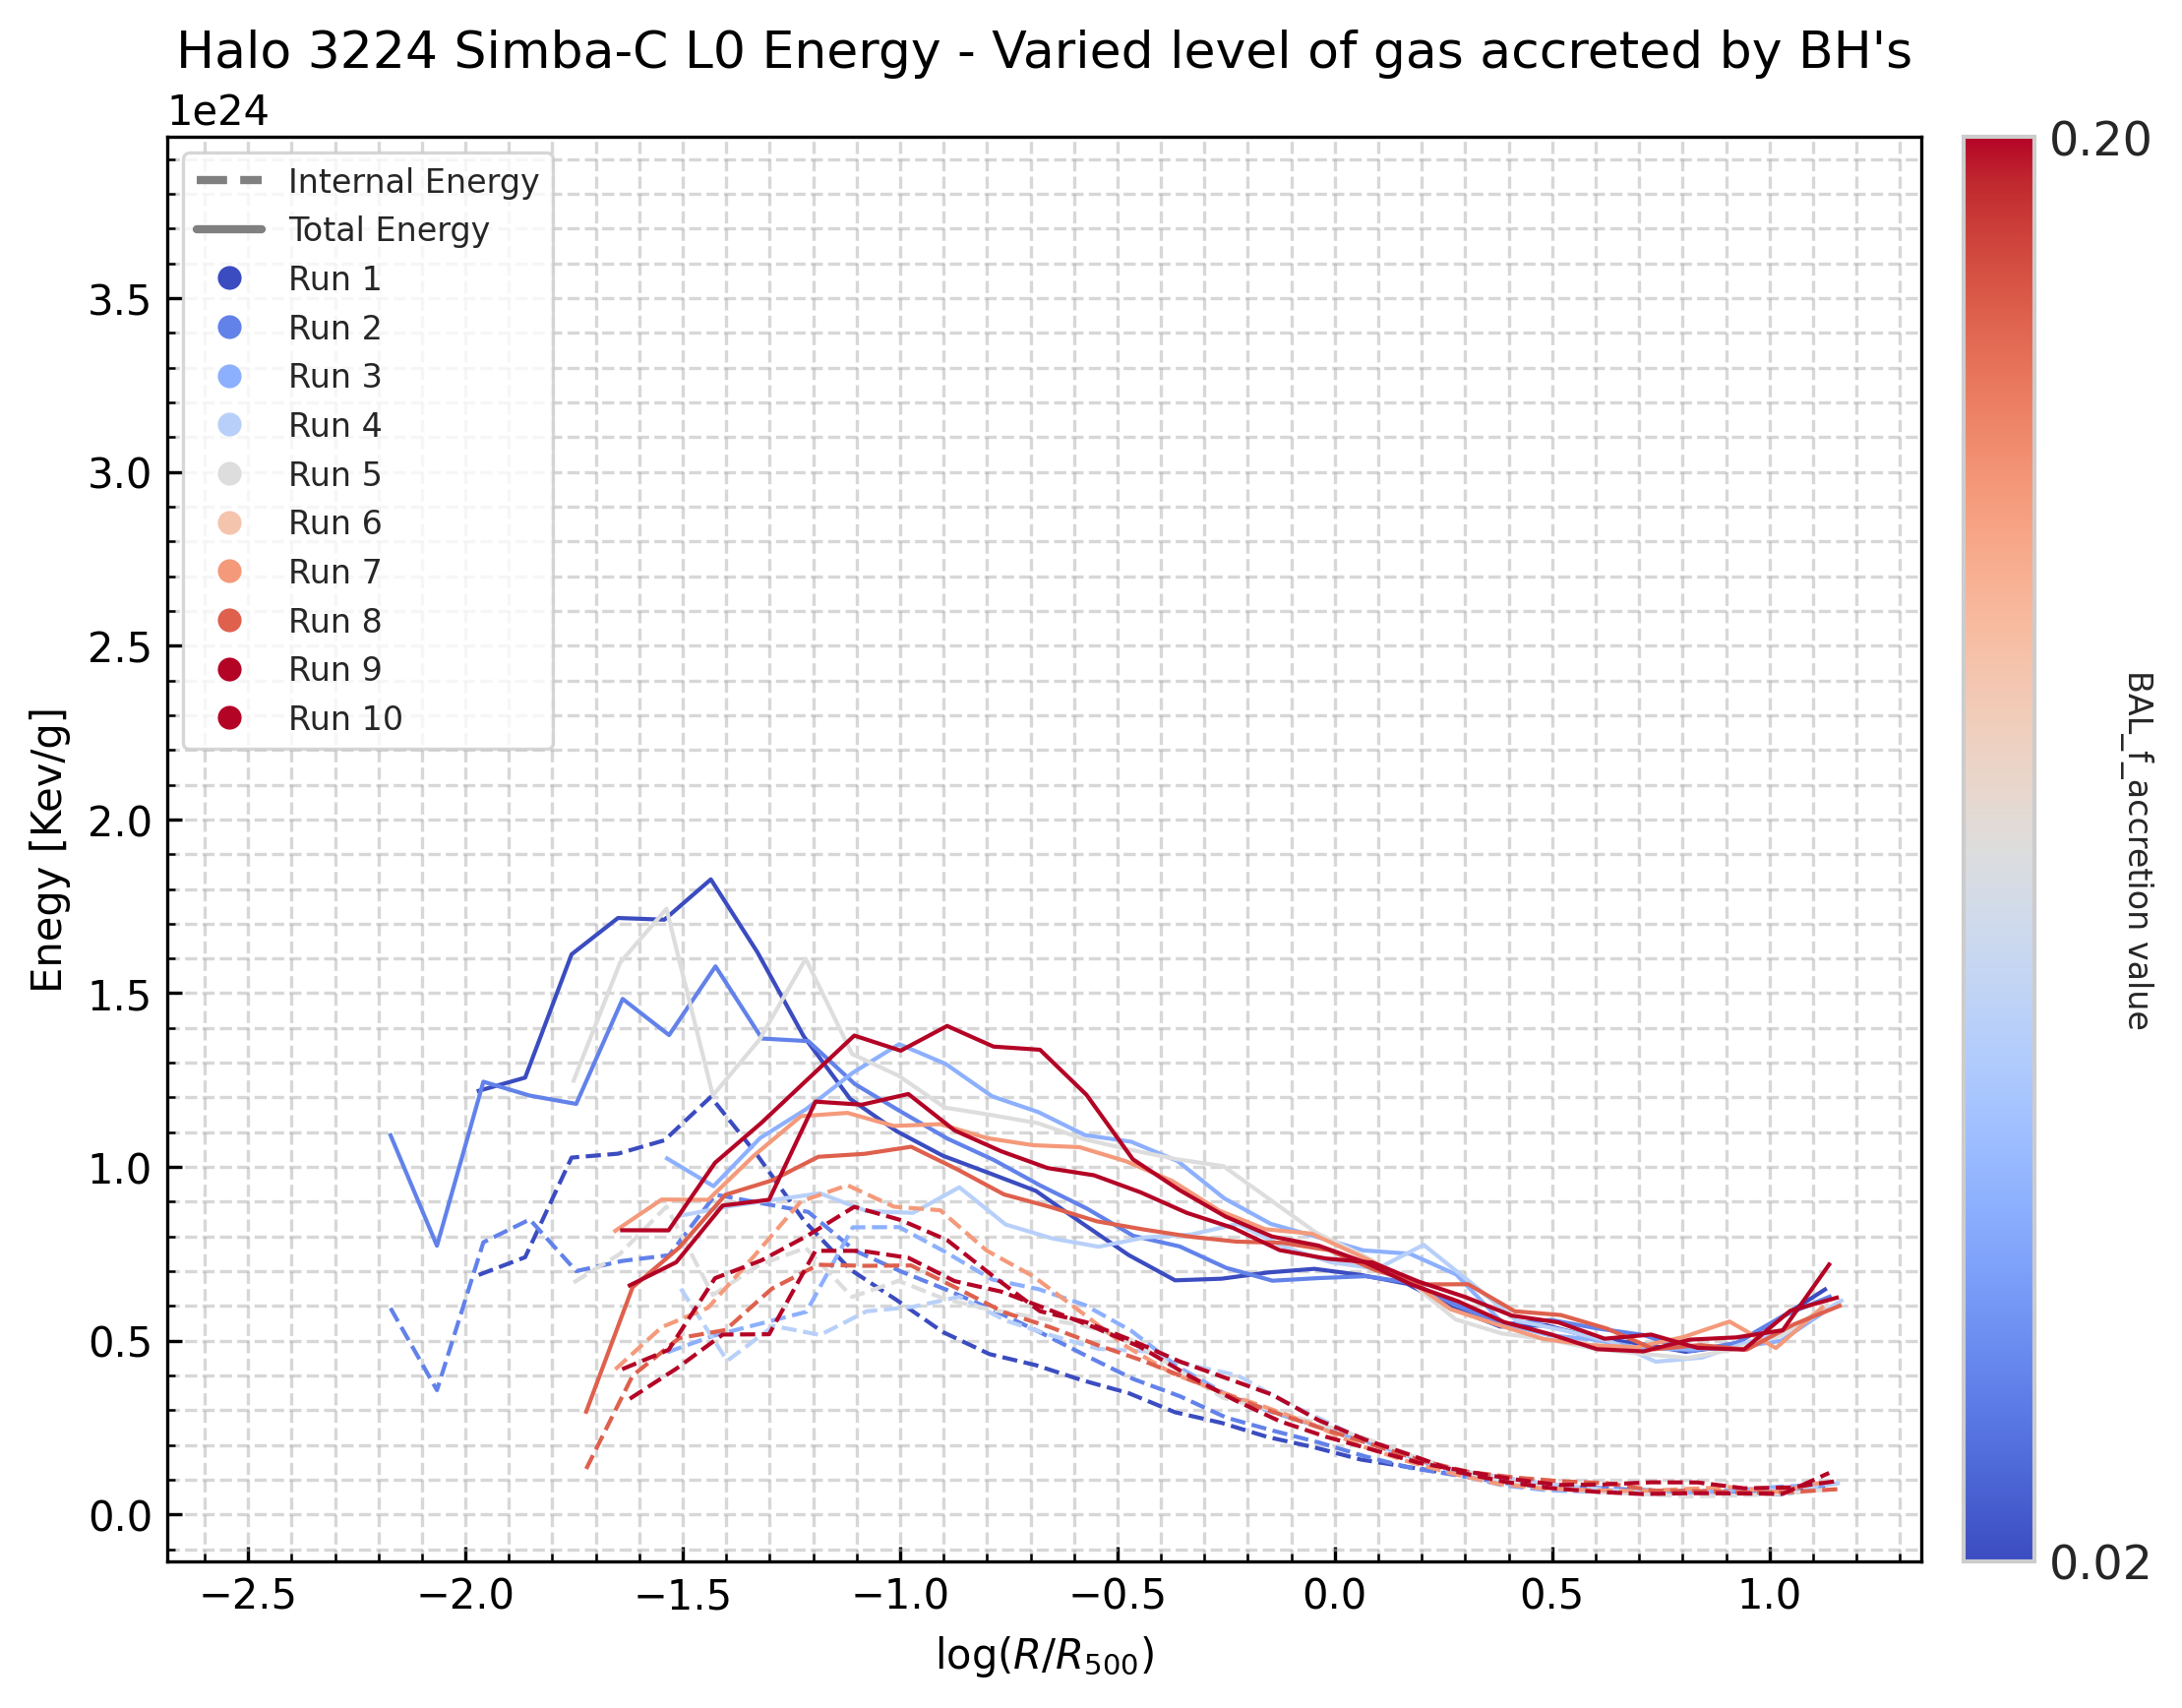 Halo 3224 Simba-C L0 Energy - Varied level of gas accreted by BH's
1e24
Internal Energy
Total Energy
Run 1
Run 2
Run 3
Run 4
Run 5
Run 6
Run 7
Run 8
Run 9
Run 10
3.5
3.0
2.5
2.0
1.5
1.0
0.5
0.0
Energy [Kev/g]
−2.5 −2.0 −1.5 −1.0 −0.5 0.0 0.5 1.0
log(R/R500)
0.20
0.02
BAL_f_accretion value